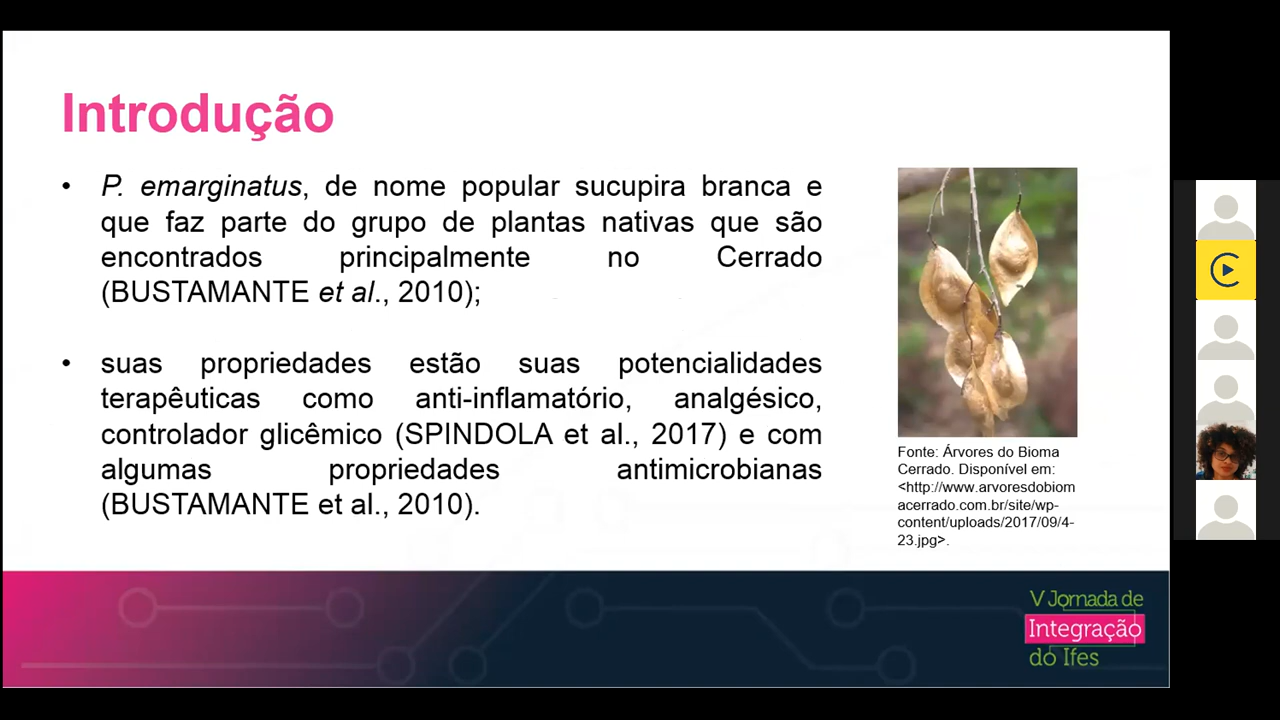 Introdução
• P. emarginatus, de nome popular sucupira branca e
que faz parte do grupo de plantas nativas que são
encontrados principalmente no Cerrado
(BUSTAMANTE et al., 2010);
• suas propriedades estão suas potencialidades
terapêuticas como anti-inflamatório, analgésico,
controlador glicêmico (SPINDOLA et al., 2017) e com
algumas propriedades antimicrobianas
(BUSTAMANTE et al., 2010).
Fonte: Árvores do Bioma
Cerrado. Disponível em:
<http://www.arvoresdobiom
acerrado.com.br/site/wp-
content/uploads/2017/09/4-
23.jpg>.
V Jornada de
Integração
do Ifes